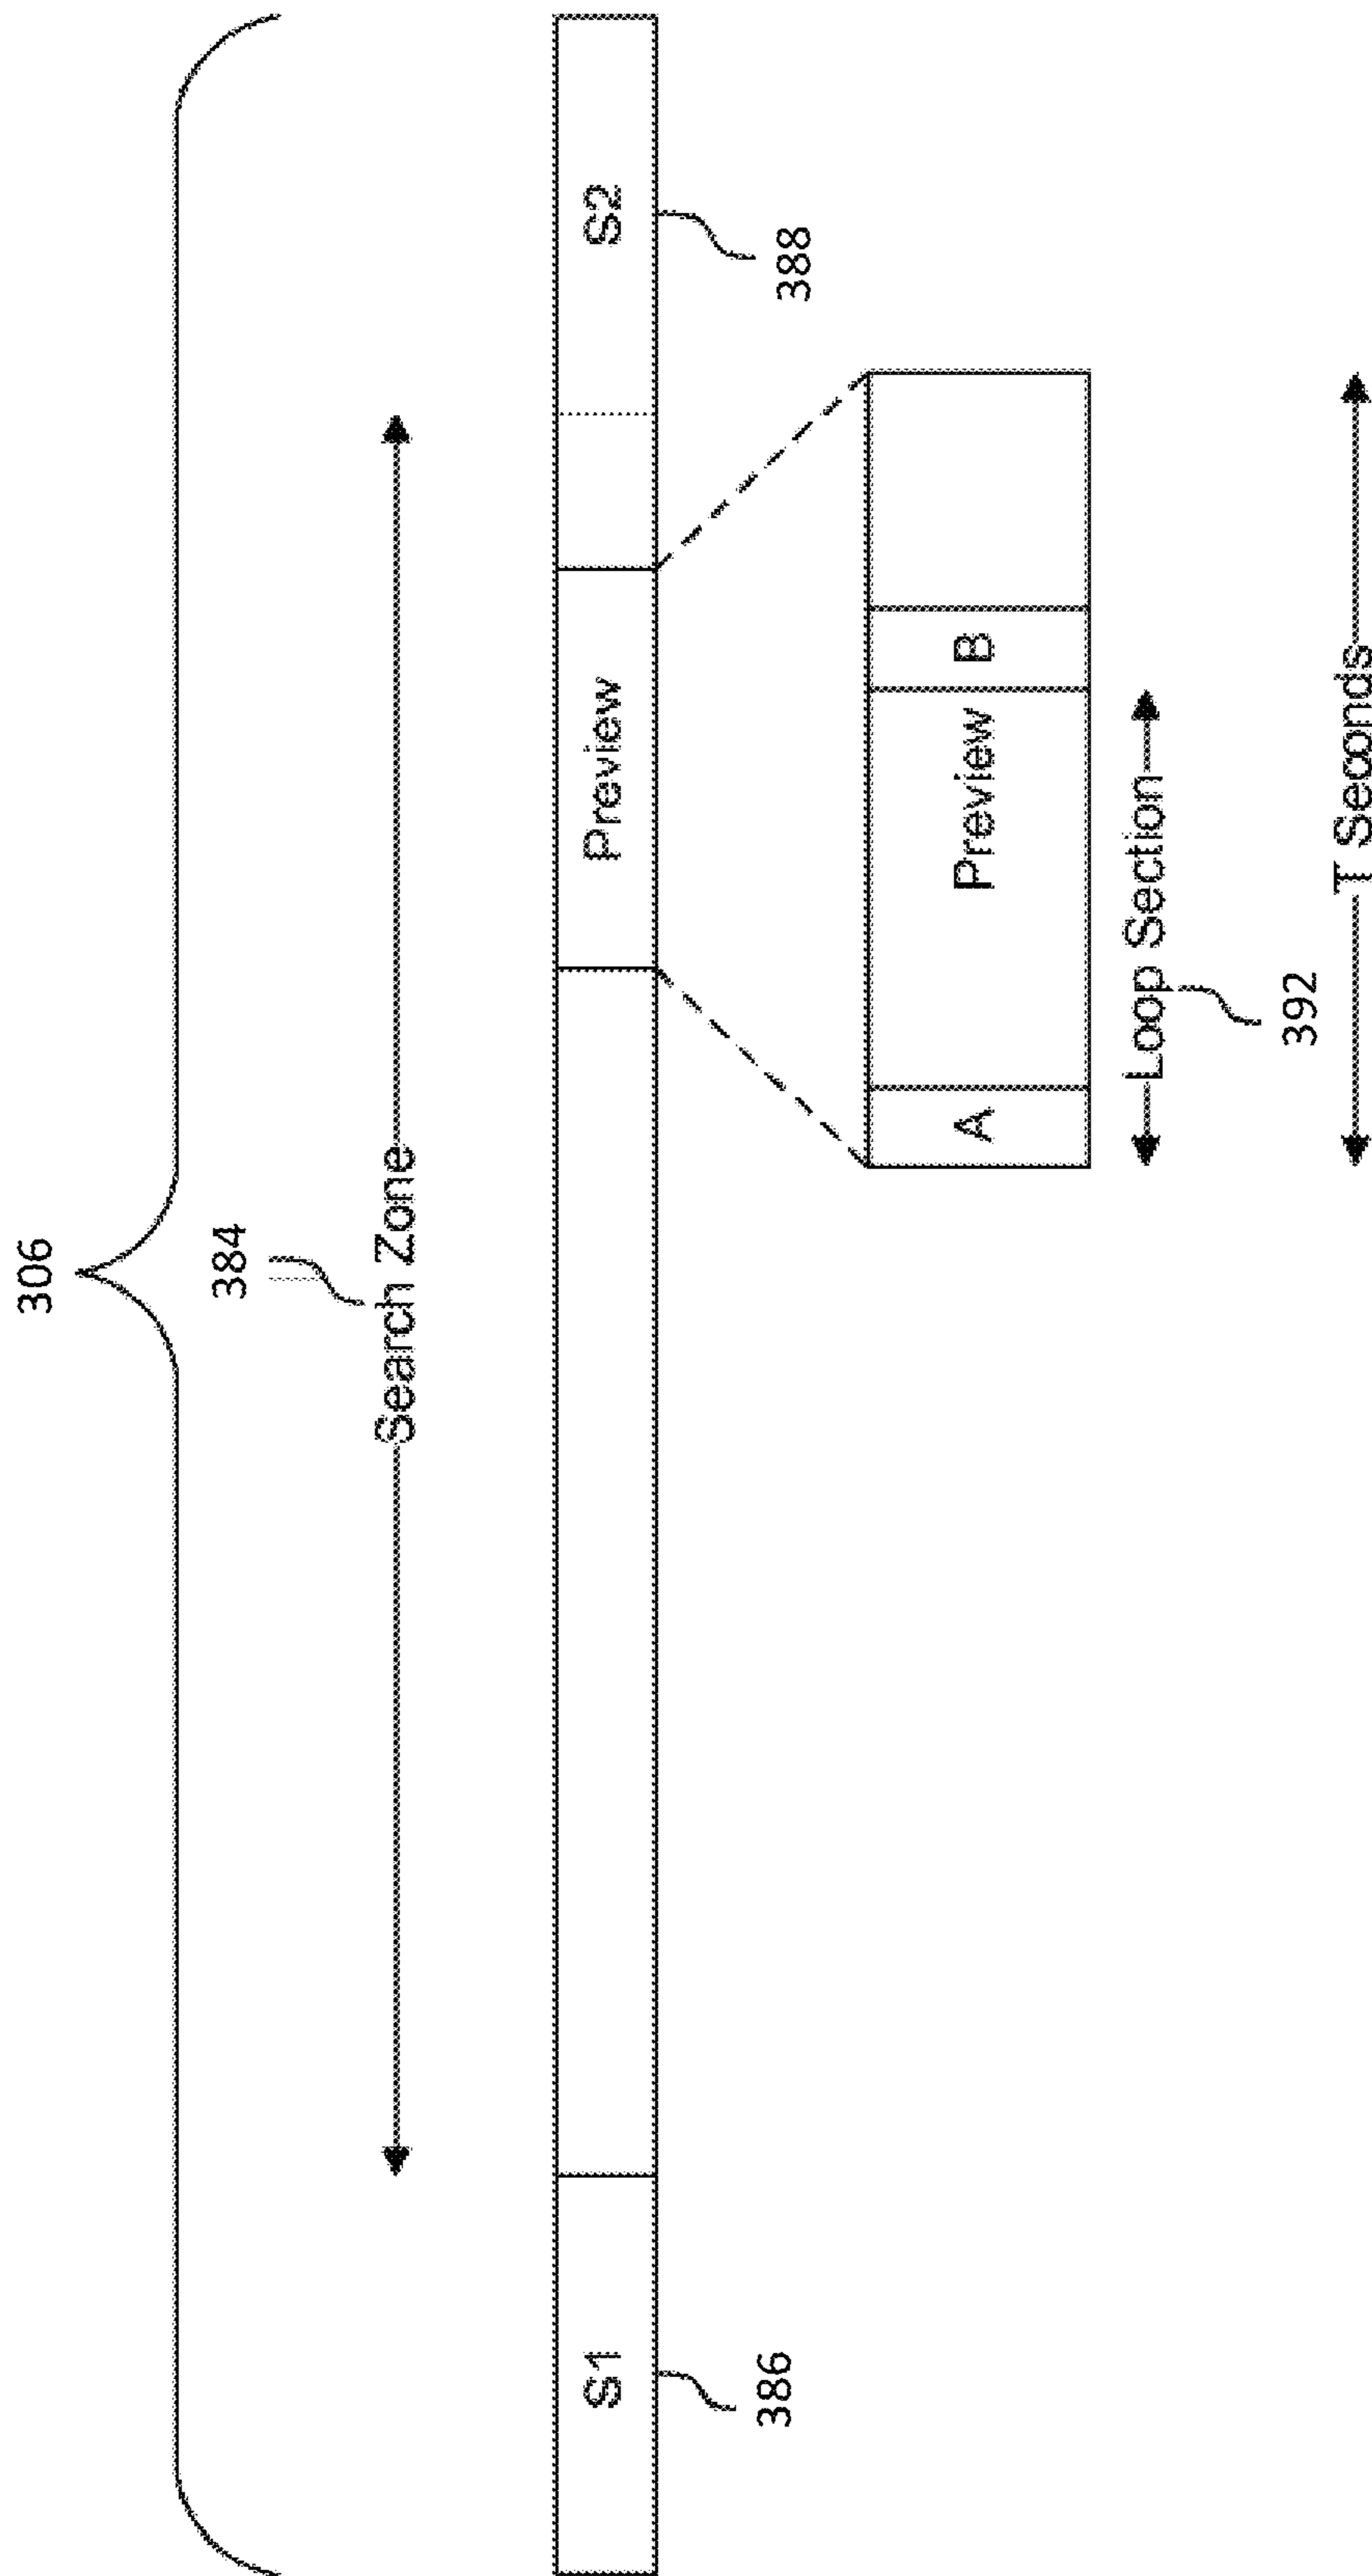 306
384
Search Zone
S1
Preview
S2
386
388
A
Preview
B
Loop Section
392
T Seconds